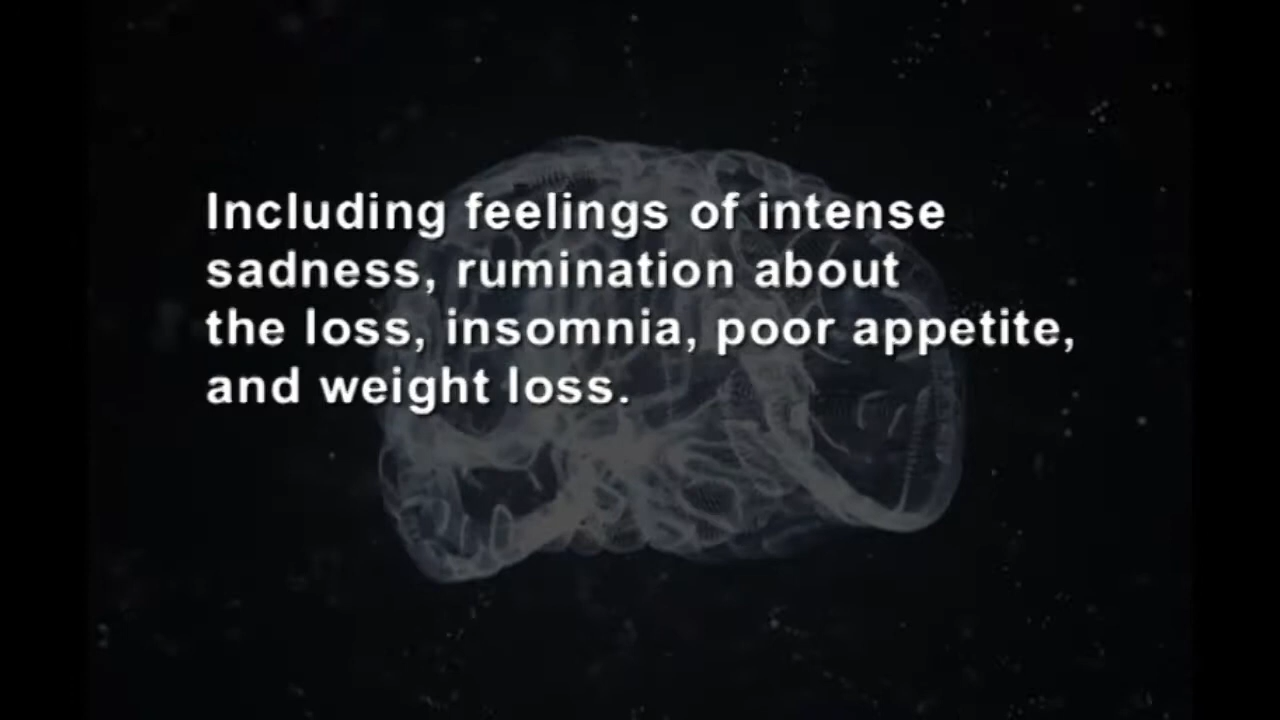 Including feelings of intense
sadness, rumination about
the loss, insomnia, poor appetite,
and weight loss.